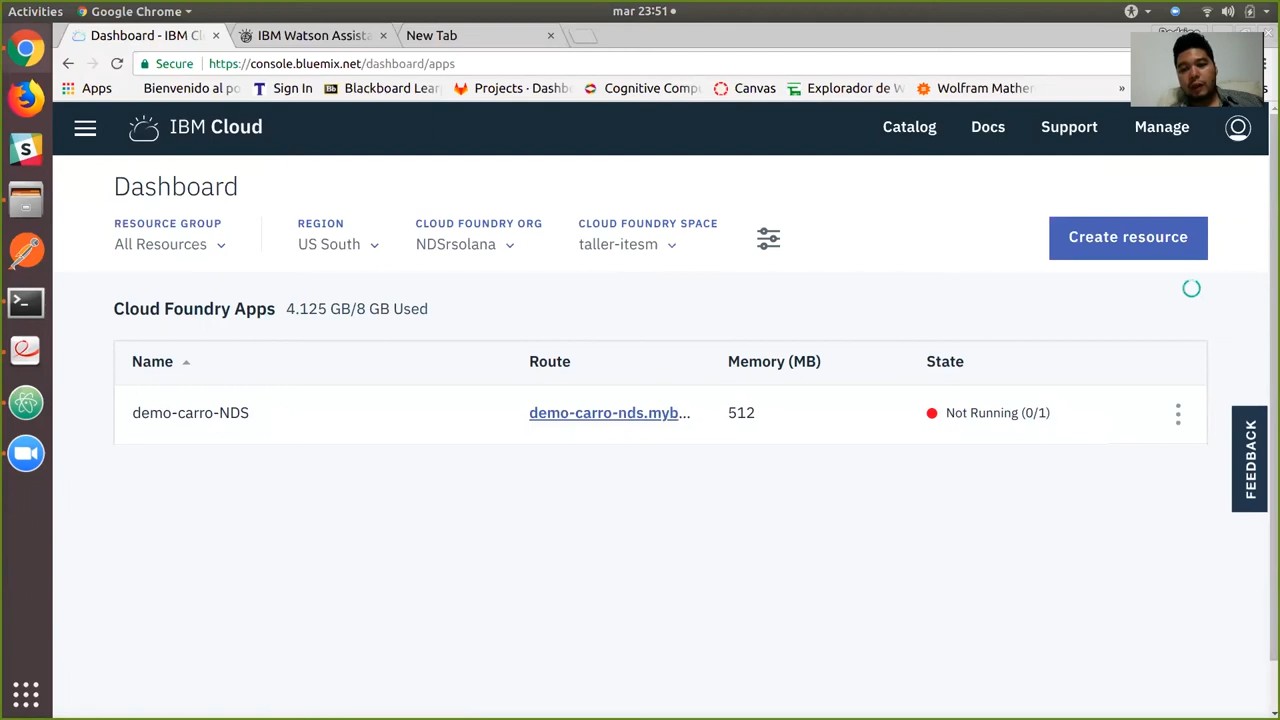 Activities Google Chrome mar 23:51
Dashboard - IBM Cl IBM Watson Assista New Tab
Secure https://console.bluemix.net/dashboard/apps
Apps Bienvenido al po Sign In Blackboard Lear Projects · Dashb Cognitive Compu Canvas Explorador de W Wolfram Mather »
IBM Cloud Catalog Docs Support Manage
Dashboard
RESOURCE GROUP REGION CLOUD FOUNDRY ORG CLOUD FOUNDRY SPACE
All Resources US South NDSrsolana taller-itesm
Create resource
Cloud Foundry Apps 4.125 GB/8 GB Used
Name Route Memory (MB) State
demo-carro-NDS demo-carro-nds.myb... 512 Not Running (0/1)
FEEDBACK